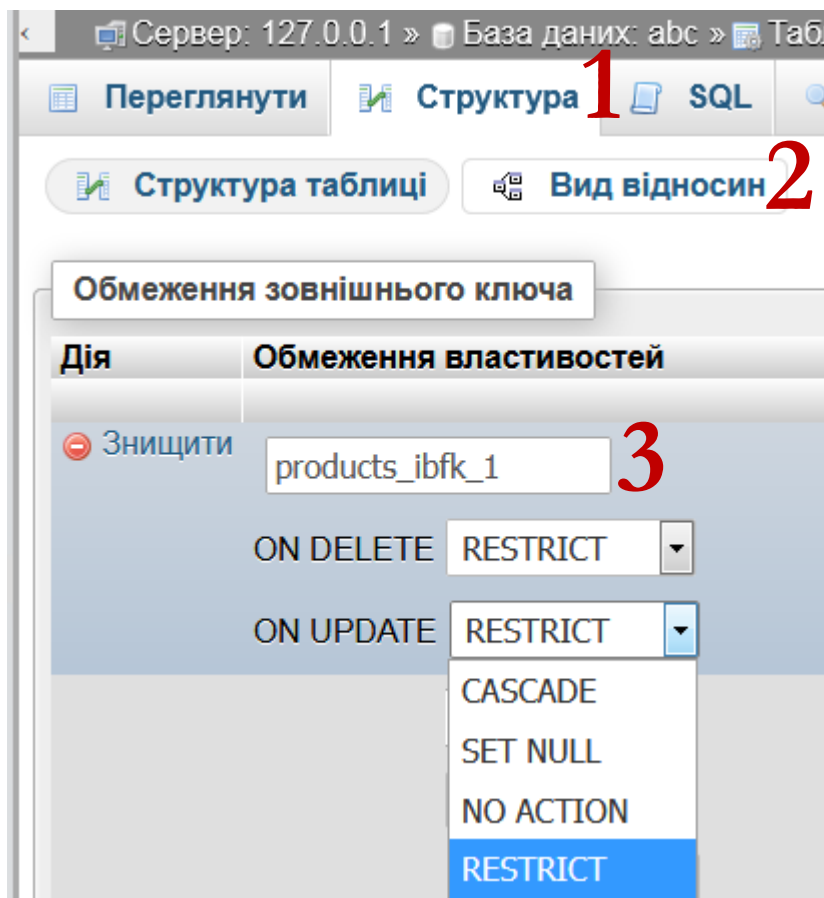 Сервер: 127.0.0.1 » База даних: abc » Таб
Переглянути Структура 1 SQL
Структура таблиці Вид відносин 2
Обмеження зовнішнього ключа
Дія Обмеження властивостей
Знищити products_ibfk_1 3
ON DELETE RESTRICT
ON UPDATE RESTRICT
CASCADE
SET NULL
NO ACTION
RESTRICT